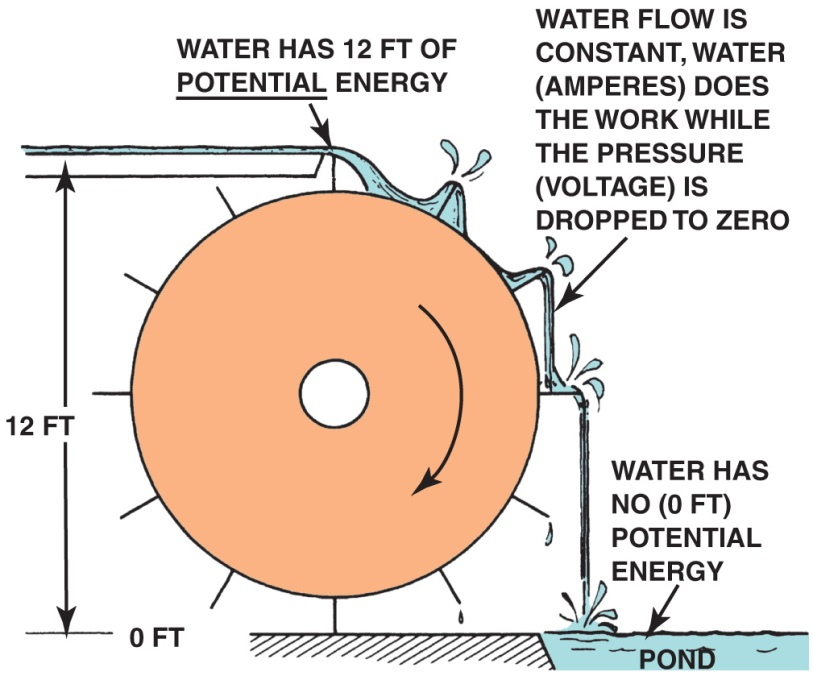 WATER HAS 12 FT OF
POTENTIAL ENERGY
WATER FLOW IS
CONSTANT, WATER
(AMPERES) DOES
THE WORK WHILE
THE PRESSURE
(VOLTAGE) IS
DROPPED TO ZERO
12 FT
WATER HAS
NO (0 FT)
POTENTIAL
ENERGY
0 FT
POND